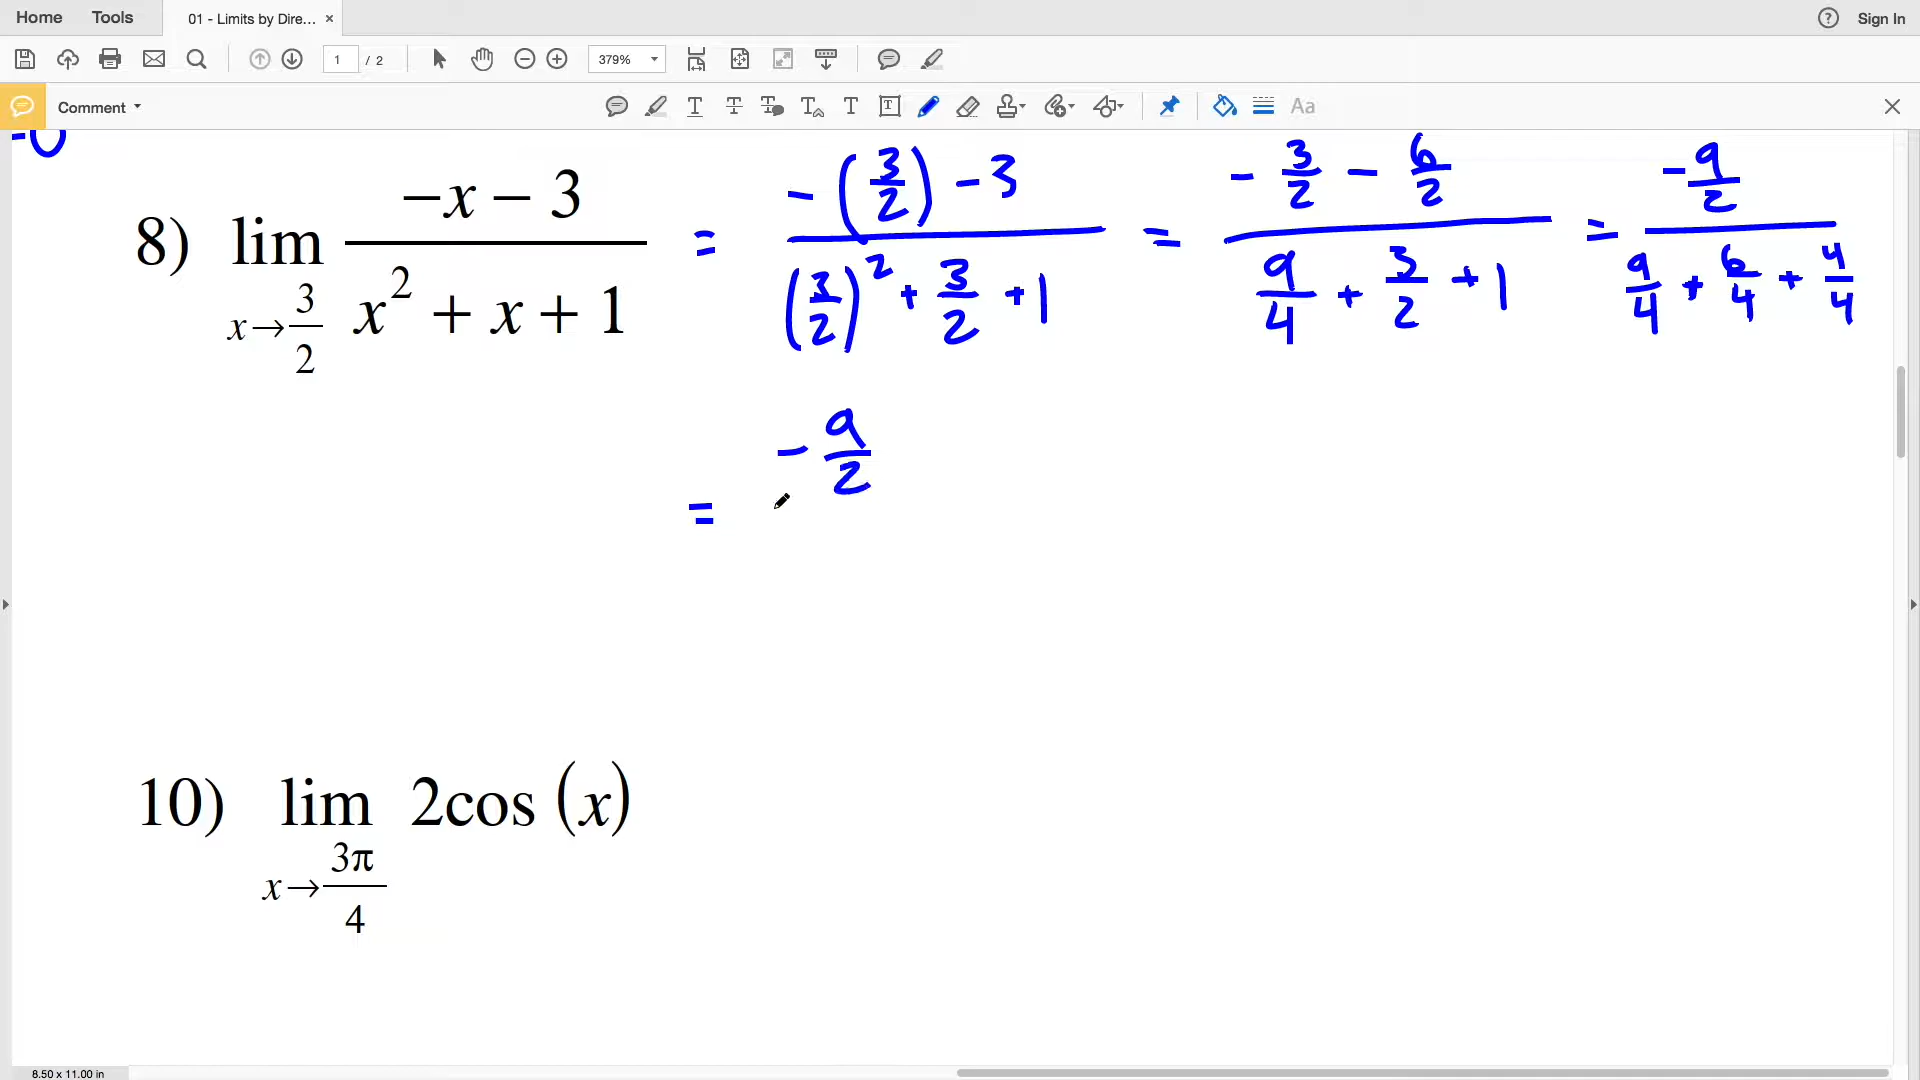 Home Tools 01 - Limits by Dire... × Sign In
1 / 2 379%
Comment Aa
-0
8) lim x→3/2 (−x − 3)/(x² + x + 1) = (-(3/2) - 3)/((3/2)² + 3/2 + 1) = (-3/2 - 6/2)/(9/4 + 3/2 + 1) = (-9/2)/(9/4 + 6/4 + 4/4)
= -9/2
10) lim x→3π/4 2cos (x)
8.50 x 11.00 in